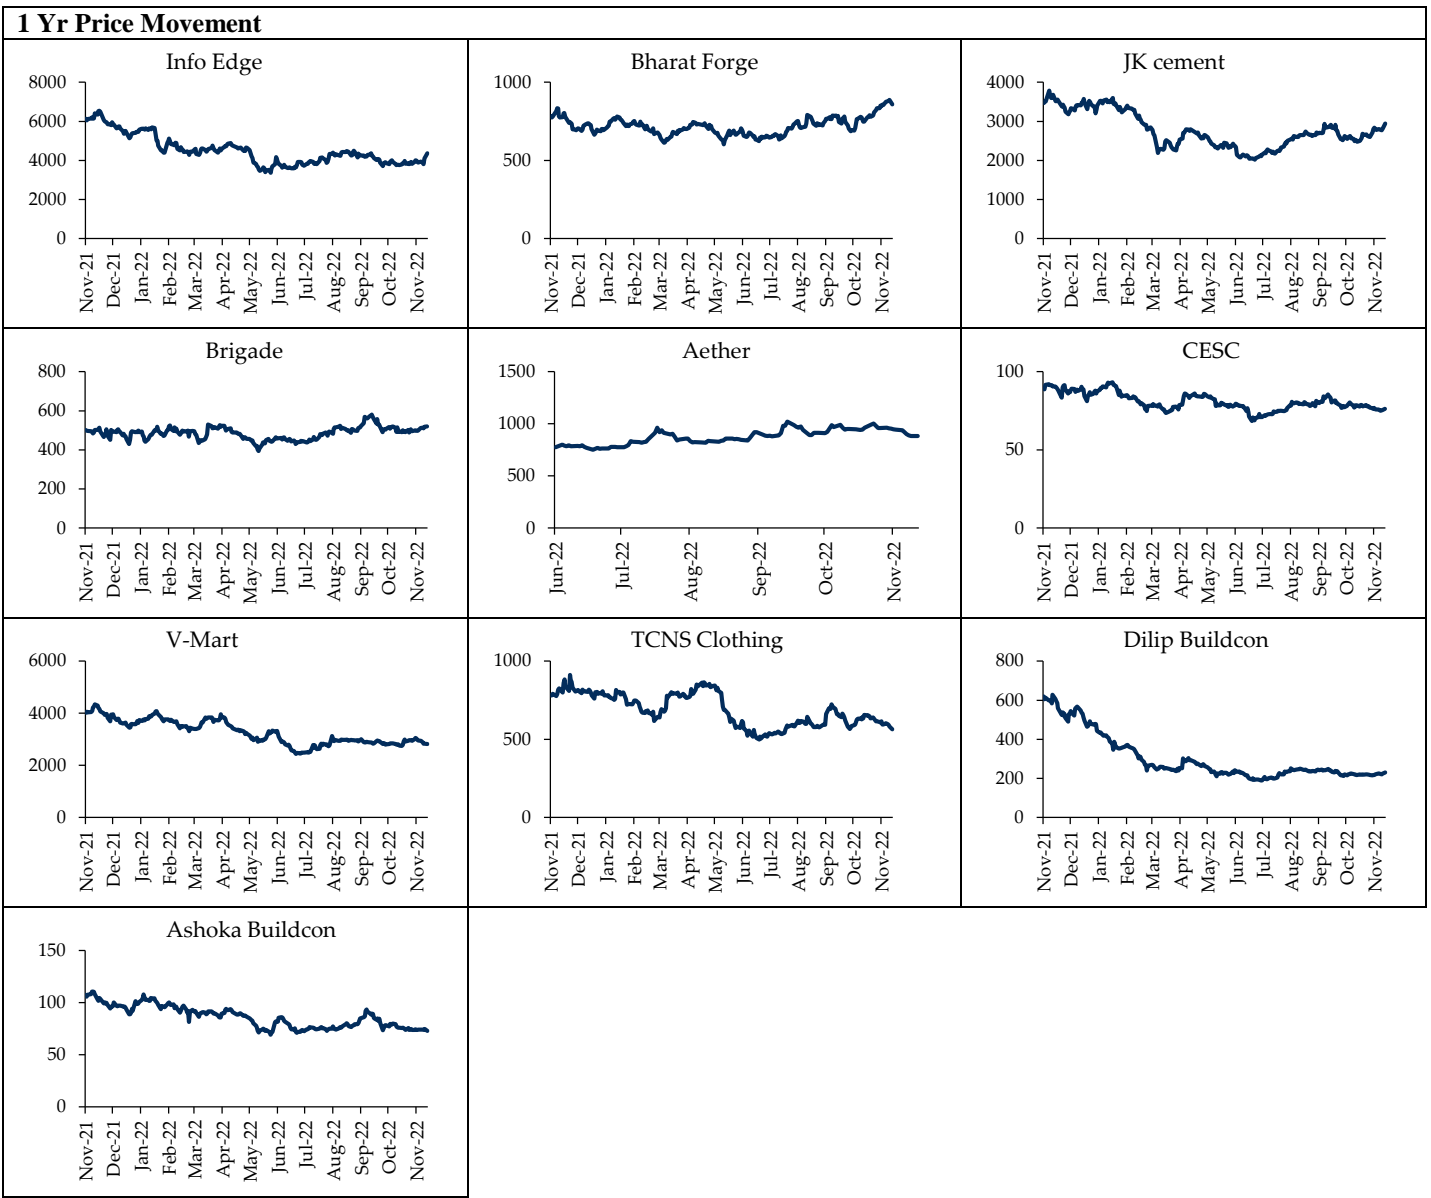 1 Yr Price Movement
Info Edge
8000
6000
4000
2000
0
Nov-21 Dec-21 Jan-22 Feb-22 Mar-22 Apr-22 May-22 Jun-22 Jul-22 Aug-22 Sep-22 Oct-22 Nov-22
Bharat Forge
1000
500
0
Nov-21 Dec-21 Jan-22 Feb-22 Mar-22 Apr-22 May-22 Jun-22 Jul-22 Aug-22 Sep-22 Oct-22 Nov-22
JK cement
4000
3000
2000
1000
0
Nov-21 Dec-21 Jan-22 Feb-22 Mar-22 Apr-22 May-22 Jun-22 Jul-22 Aug-22 Sep-22 Oct-22 Nov-22
Brigade
800
600
400
200
0
Nov-21 Dec-21 Jan-22 Feb-22 Mar-22 Apr-22 May-22 Jun-22 Jul-22 Aug-22 Sep-22 Oct-22 Nov-22
Aether
1500
1000
500
0
Jun-22 Jul-22 Aug-22 Sep-22 Oct-22 Nov-22
CESC
100
50
0
Nov-21 Dec-21 Jan-22 Feb-22 Mar-22 Apr-22 May-22 Jun-22 Jul-22 Aug-22 Sep-22 Oct-22 Nov-22
V-Mart
6000
4000
2000
0
Nov-21 Dec-21 Jan-22 Feb-22 Mar-22 Apr-22 May-22 Jun-22 Jul-22 Aug-22 Sep-22 Oct-22 Nov-22
TCNS Clothing
1000
500
0
Nov-21 Dec-21 Jan-22 Feb-22 Mar-22 Apr-22 May-22 Jun-22 Jul-22 Aug-22 Sep-22 Oct-22 Nov-22
Dilip Buildcon
800
600
400
200
0
Nov-21 Dec-21 Jan-22 Feb-22 Mar-22 Apr-22 May-22 Jun-22 Jul-22 Aug-22 Sep-22 Oct-22 Nov-22
Ashoka Buildcon
150
100
50
0
Nov-21 Dec-21 Jan-22 Feb-22 Mar-22 Apr-22 May-22 Jun-22 Jul-22 Aug-22 Sep-22 Oct-22 Nov-22